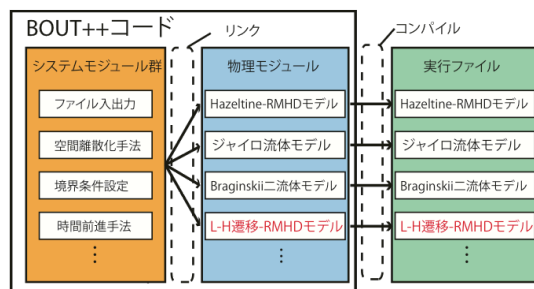 BOUT++コード
リンク
コンパイル
システムモジュール群
ファイル入出力
空間離散化手法
境界条件設定
時間前進手法
⋮
物理モジュール
Hazeltine-RMHDモデル
ジャイロ流体モデル
Braginskii二流体モデル
L-H遷移-RMHDモデル
⋮
実行ファイル
Hazeltine-RMHDモデル
ジャイロ流体モデル
Braginskii二流体モデル
L-H遷移-RMHDモデル
⋮